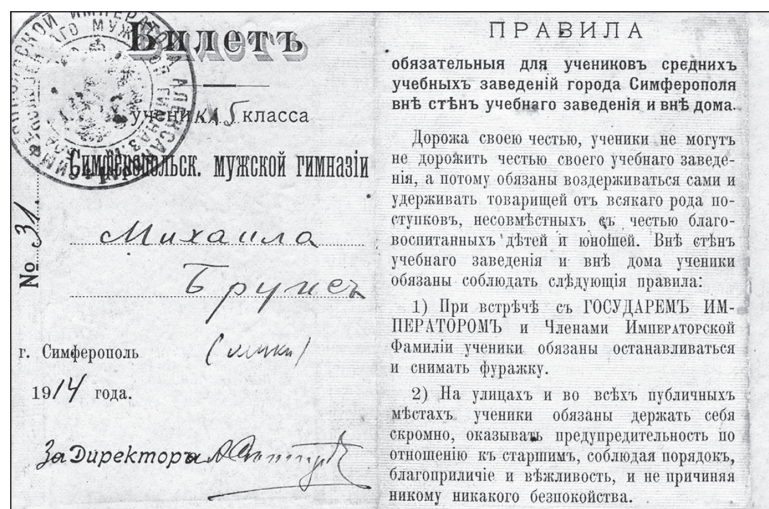 Билетъ
ученика 5 класса
Симферопольск. мужской гимназіи
№ 31.
Михаила
г. Симферополь
1914 года.
За Директора
ПРАВИЛА
обязательныя для учениковъ среднихъ
учебныхъ заведеній города Симферополя
внѣ стѣнъ учебнаго заведенія и внѣ дома.
Дорожа своею честью, ученики не могутъ
не дорожить честью своего учебнаго заведе-
нія, а потому обязаны воздерживаться сами и
удерживать товарищей отъ всякаго рода по-
ступковъ, несовмѣстныхъ съ честью благо-
воспитанныхъ дѣтей и юношей. Внѣ стѣнъ
учебнаго заведенія и внѣ дома ученики
обязаны соблюдать слѣдующія правила:
1) При встрѣчѣ съ ГОСУДАРЕМЪ ИМ-
ПЕРАТОРОМЪ и Членами Императорской
Фамиліи ученики обязаны останавливаться
и снимать фуражку.
2) На улицахъ и во всѣхъ публичныхъ
мѣстахъ ученики обязаны держать себя
скромно, оказывать предупредительность по
отношенію къ старшимъ, соблюдая порядокъ,
благоприличіе и вѣжливость, и не причиняя
никому никакого безпокойства.